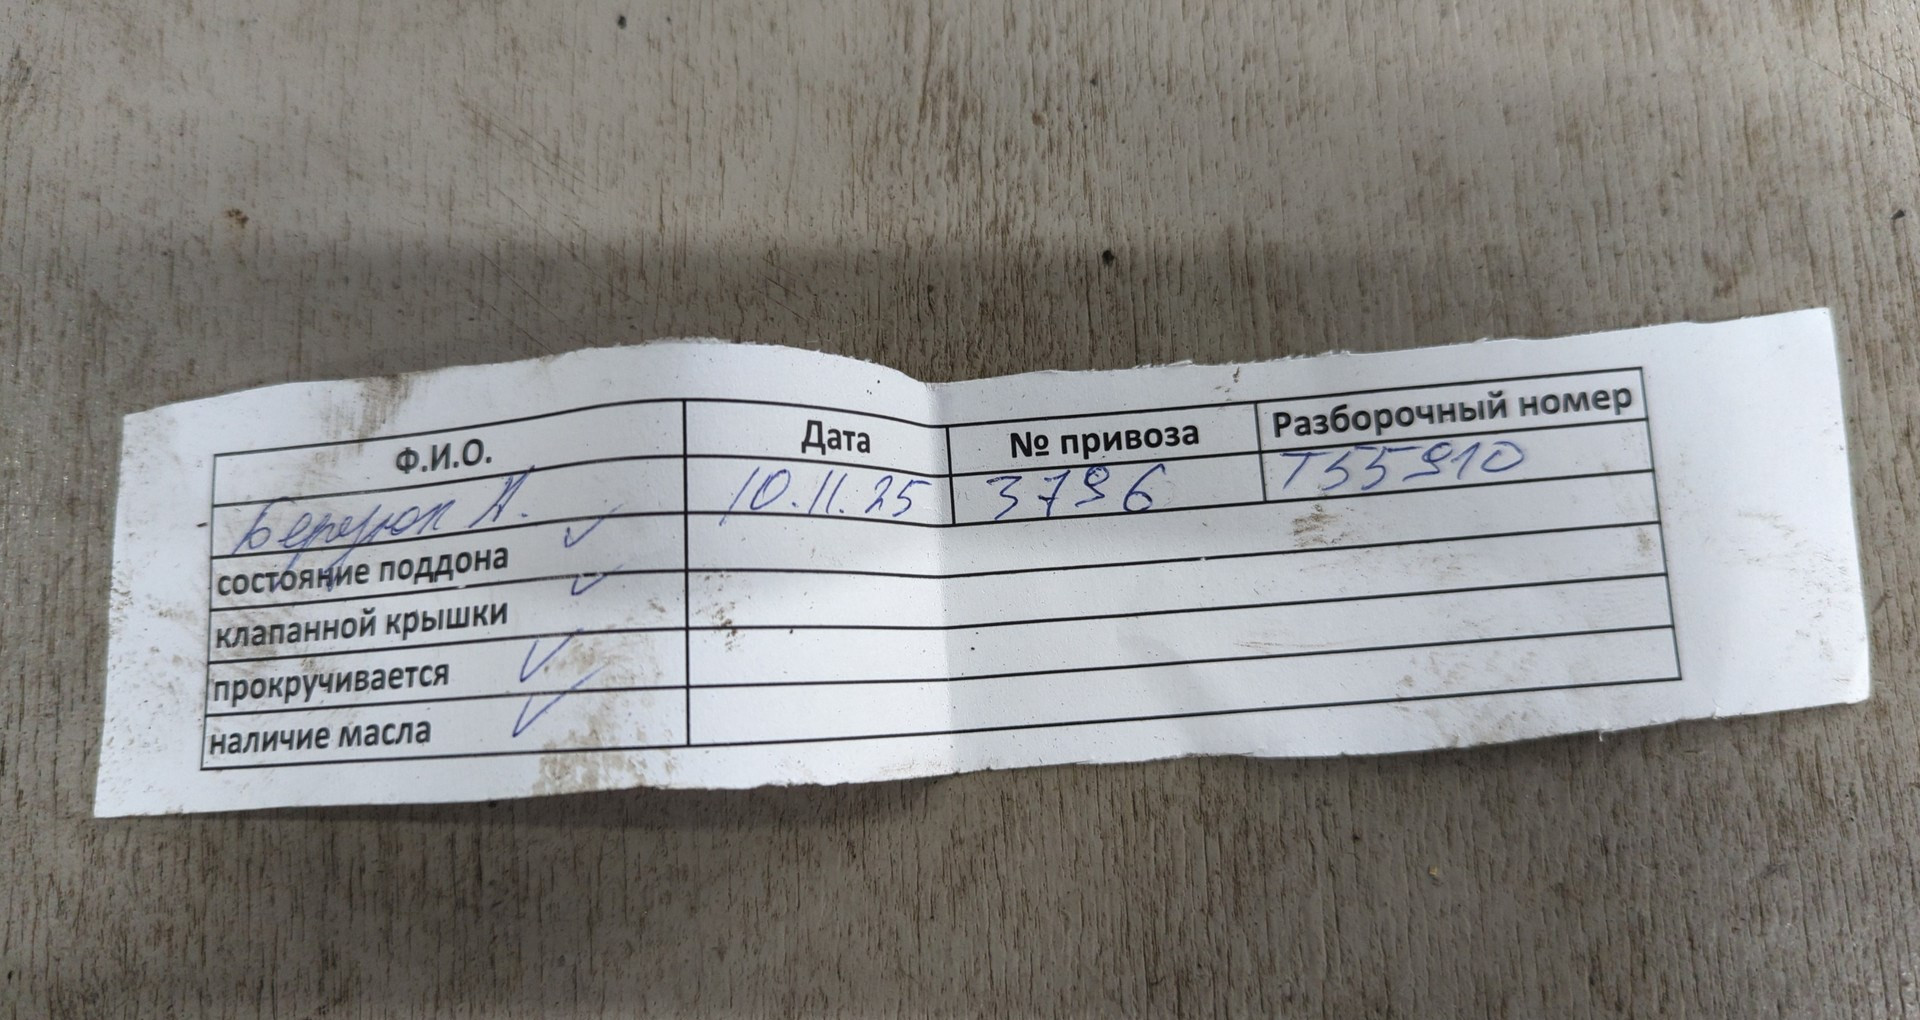 Ф.И.О. Дата № привоза Разборочный номер
А. 10.11.25 3796 T55910
состояние поддона ✓
клапанной крышки ✓
прокручивается ✓
наличие масла ✓